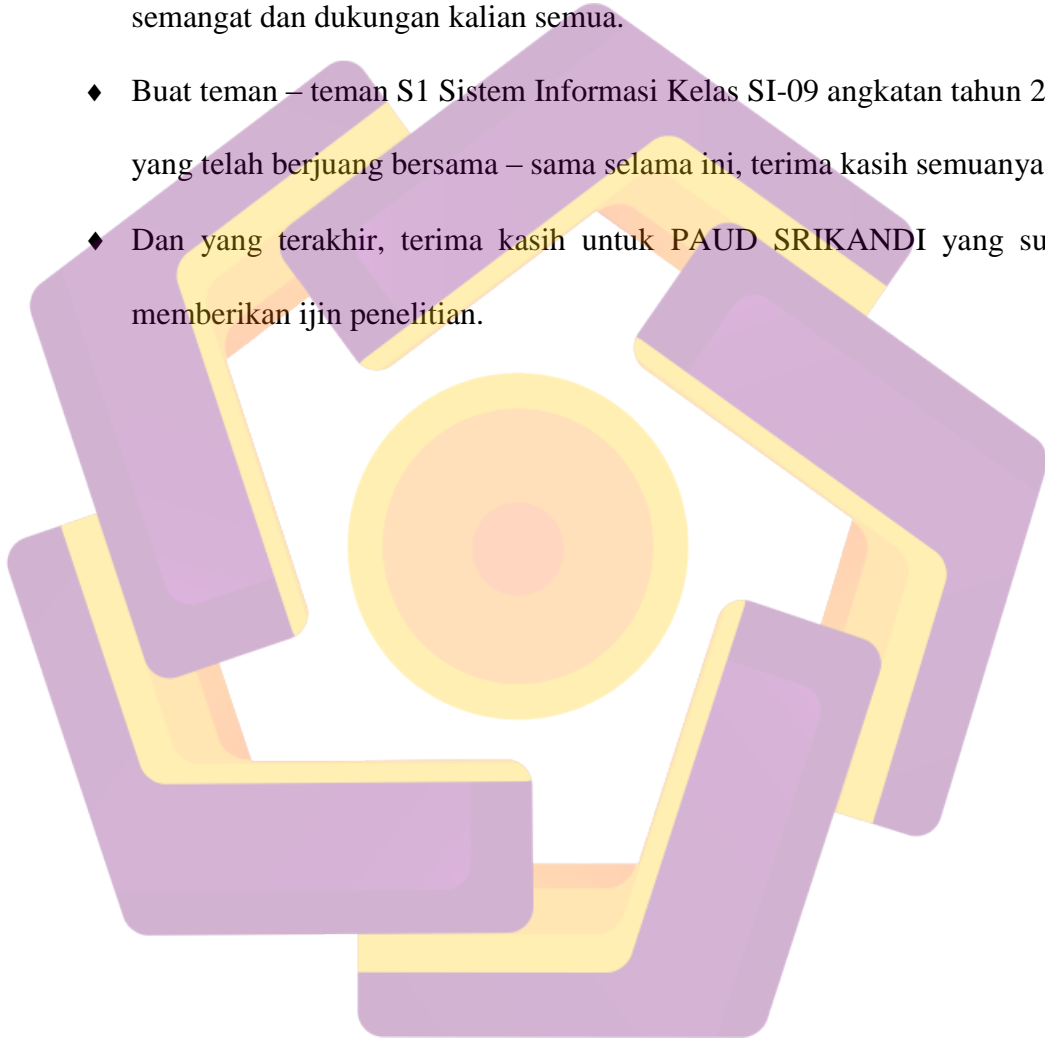 semangat dan dukungan kalian semua.
♦ Buat teman – teman S1 Sistem Informasi Kelas SI-09 angkatan tahun 2
yang telah berjuang bersama – sama selama ini, terima kasih semuanya
♦ Dan yang terakhir, terima kasih untuk PAUD SRIKANDI yang su
memberikan ijin penelitian.